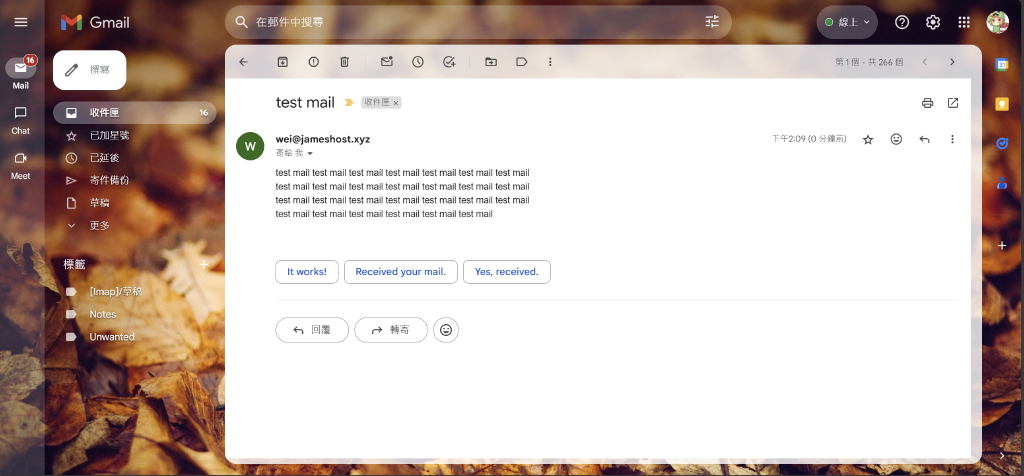 Gmail
在郵件中搜尋
線上
16
Mail
Chat
Meet
撰寫
收件匣 16
已加星號
已延後
寄件備份
草稿
更多
標籤
[Imap]/草稿
Notes
Unwanted
第 1 個，共 266 個
test mail 收件匣 ×
W
wei@jameshost.xyz 下午2:09 (0 分鐘前)
寄給 我
test mail test mail test mail test mail test mail test mail test mail
test mail test mail test mail test mail test mail test mail test mail
test mail test mail test mail test mail test mail test mail test mail
test mail test mail test mail test mail test mail test mail
It works! Received your mail. Yes, received.
回覆 轉寄
31